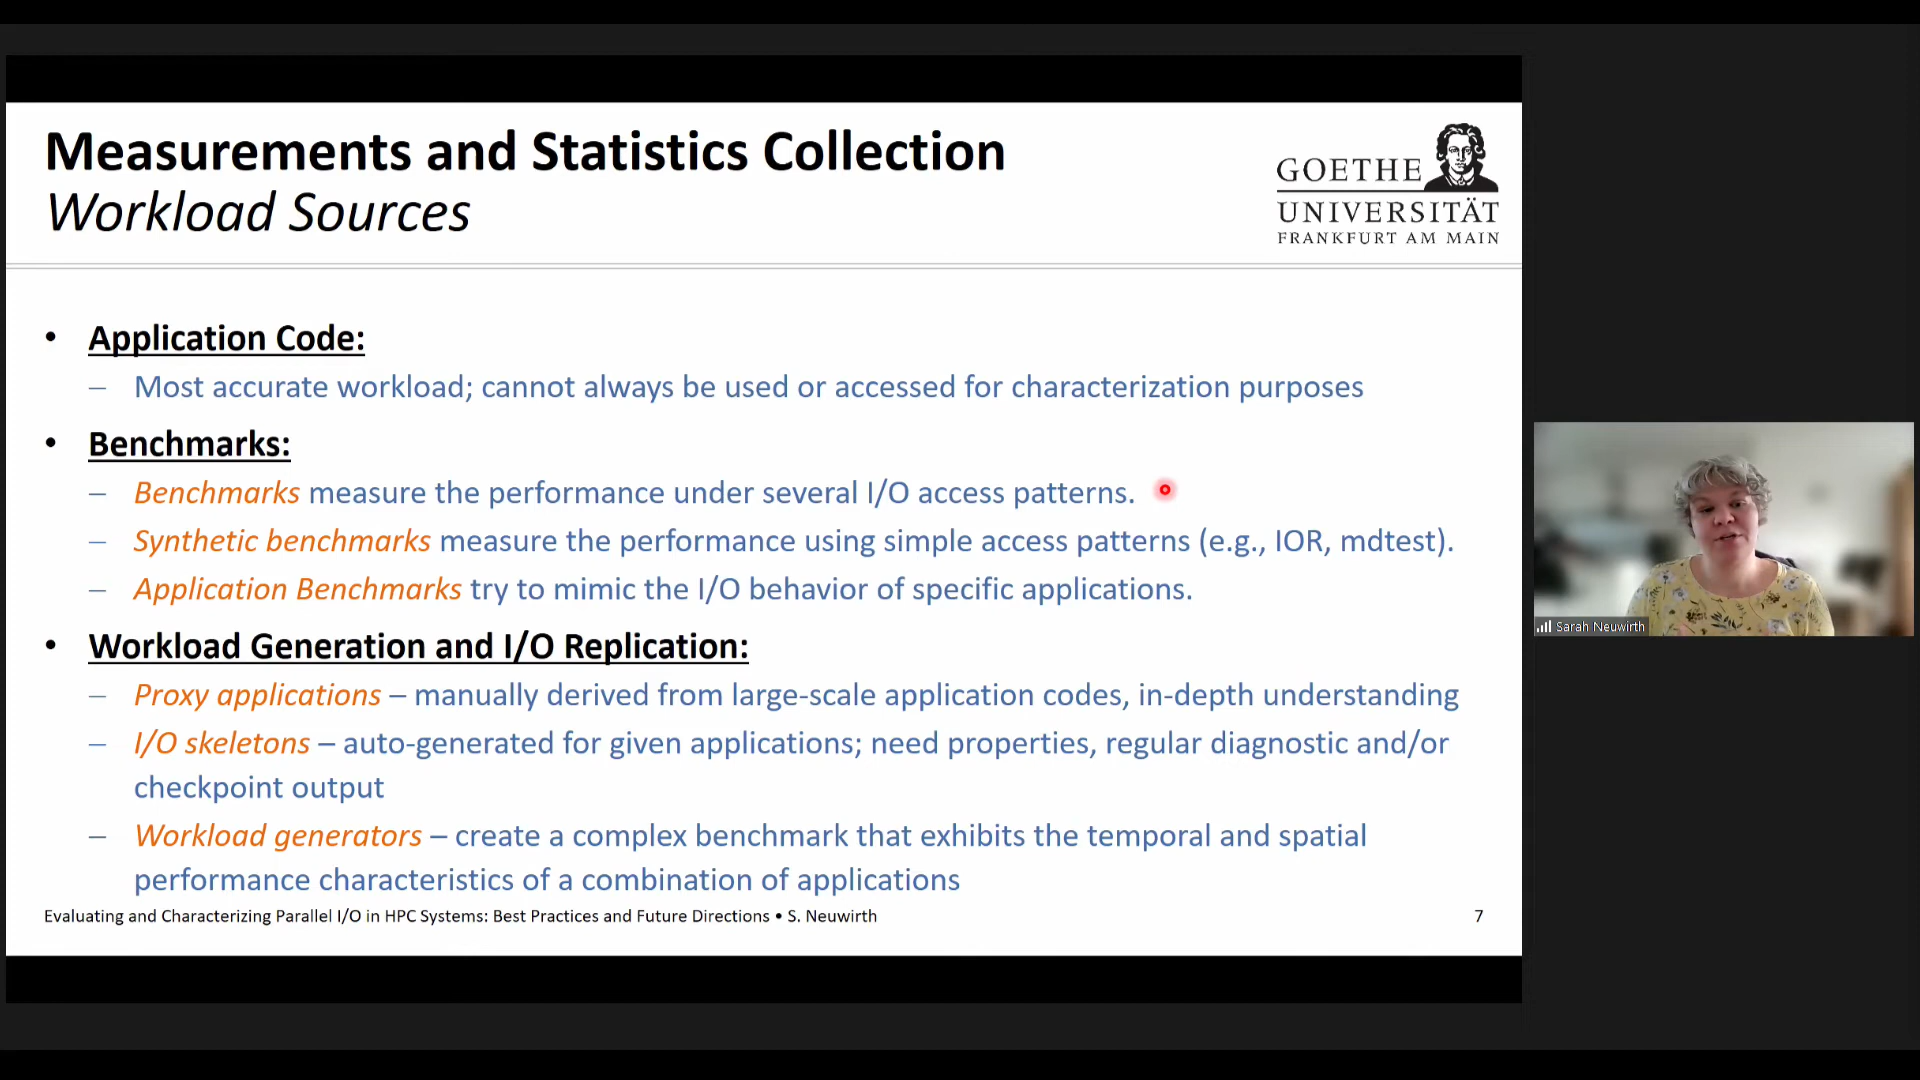 Measurements and Statistics Collection
Workload Sources
GOETHE
UNIVERSITÄT
FRANKFURT AM MAIN
• Application Code:
– Most accurate workload; cannot always be used or accessed for characterization purposes
• Benchmarks:
– Benchmarks measure the performance under several I/O access patterns.
– Synthetic benchmarks measure the performance using simple access patterns (e.g., IOR, mdtest).
– Application Benchmarks try to mimic the I/O behavior of specific applications.
• Workload Generation and I/O Replication:
– Proxy applications – manually derived from large-scale application codes, in-depth understanding
– I/O skeletons – auto-generated for given applications; need properties, regular diagnostic and/or
checkpoint output
– Workload generators – create a complex benchmark that exhibits the temporal and spatial
performance characteristics of a combination of applications
Evaluating and Characterizing Parallel I/O in HPC Systems: Best Practices and Future Directions • S. Neuwirth
7
Sarah Neuwirth